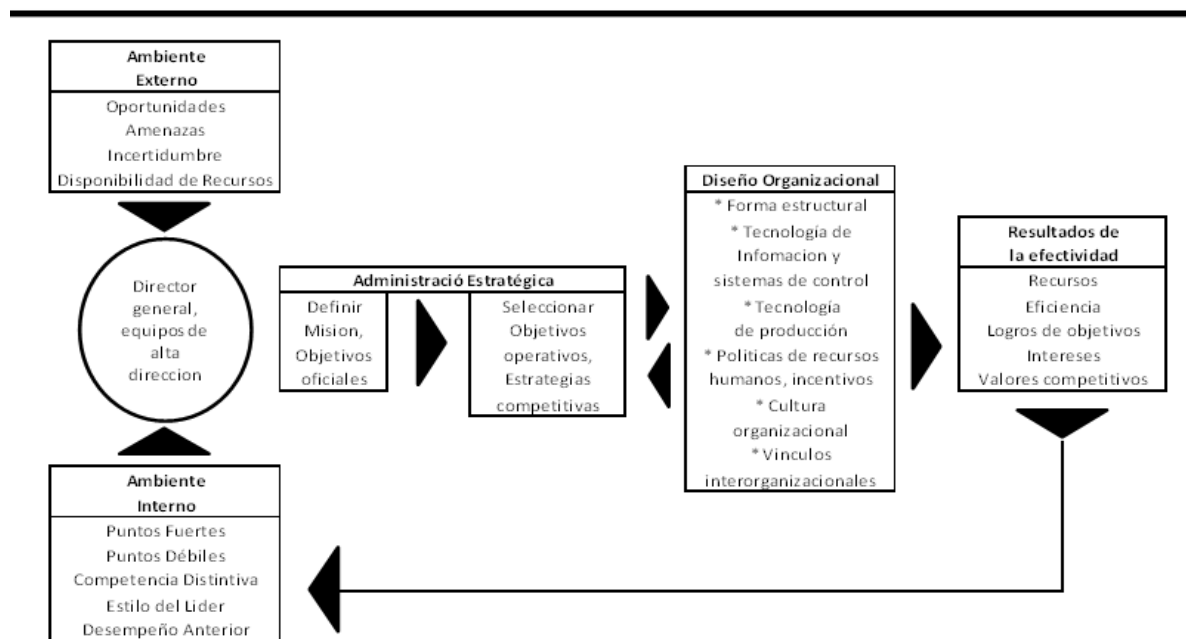 Ambiente
Externo
Oportunidades
Amenazas
Incertidumbre
Disponibilidad de Recursos
Director
general,
equipos de
alta
direccion
Ambiente
Interno
Puntos Fuertes
Puntos Débiles
Competencia Distintiva
Estilo del Lider
Desempeño Anterior
Administració Estratégica
Definir
Mision,
Objetivos
oficiales
Seleccionar
Objetivos
operativos,
Estrategias
competitivas
Diseño Organizacional
* Forma estructural
* Tecnología de
Infomacion y
sistemas de control
* Tecnología
de producción
* Politicas de recursos
humanos, incentivos
* Cultura
organizacional
* Vinculos
interorganizacionales
Resultados de
la efectividad
Recursos
Eficiencia
Logros de objetivos
Intereses
Valores competitivos